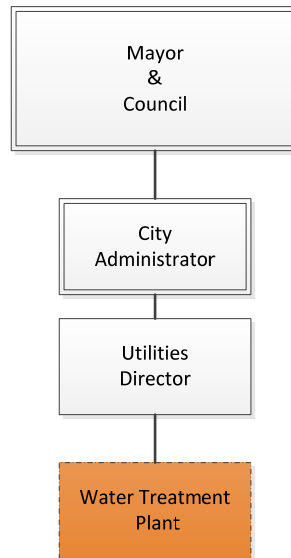 Mayor
&
Council
City
Administrator
Utilities
Director
Water Treatment
Plant